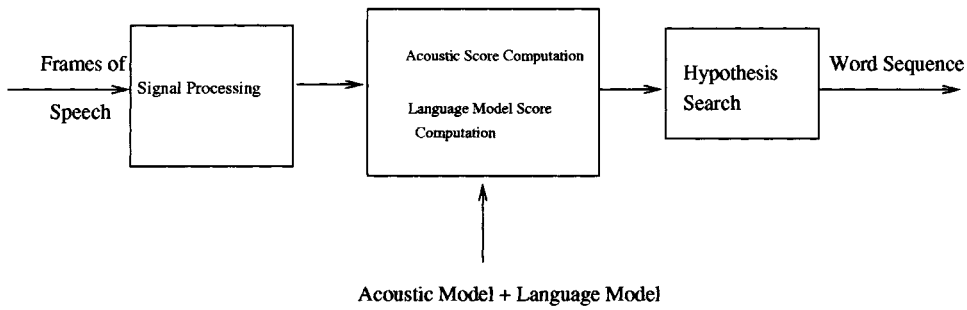 Frames of
Speech
Signal Processing
Acoustic Score Computation
Language Model Score
Computation
Hypothesis
Search
Word Sequence
Acoustic Model + Language Model